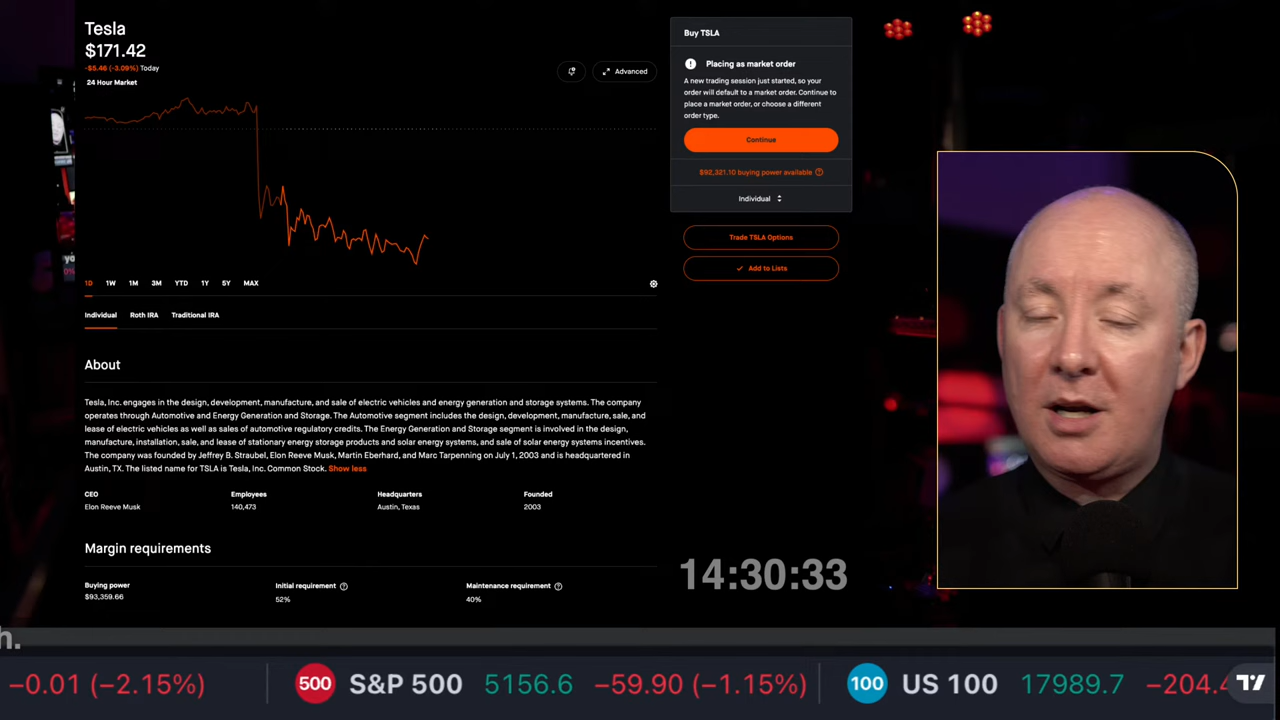 Tesla
$171.42
-$5.46 (-3.09%) Today
24 Hour Market
Advanced
1D 1W 1M 3M YTD 1Y 5Y MAX
Individual Roth IRA Traditional IRA
About
Tesla, Inc. engages in the design, development, manufacture, and sale of electric vehicles and energy generation and storage systems. The company
operates through Automotive and Energy Generation and Storage. The Automotive segment includes the design, development, manufacture, sale, and
lease of electric vehicles as well as sales of automotive regulatory credits. The Energy Generation and Storage segment is involved in the design,
manufacture, installation, sale, and lease of stationary energy storage products and solar energy systems, and sale of solar energy systems incentives.
The company was founded by Jeffrey B. Straubel, Elon Reeve Musk, Martin Eberhard, and Marc Tarpenning on July 1, 2003 and is headquartered in
Austin, TX. The listed name for TSLA is Tesla, Inc. Common Stock. Show less
CEO Employees Headquarters Founded
Elon Reeve Musk 140,473 Austin, Texas 2003
Margin requirements
Buying power Initial requirement Maintenance requirement
$93,359.66 52% 40%
Buy TSLA
Placing as market order
A new trading session just started, so your
order will default to a market order. Continue to
place a market order, or choose a different
order type.
Continue
$92,321.10 buying power available
Individual
Trade TSLA Options
Add to Lists
14:30:33
h.
−0.01 (−2.15%) 500 S&P 500 5156.6 −59.90 (−1.15%) 100 US 100 17989.7 −204.4